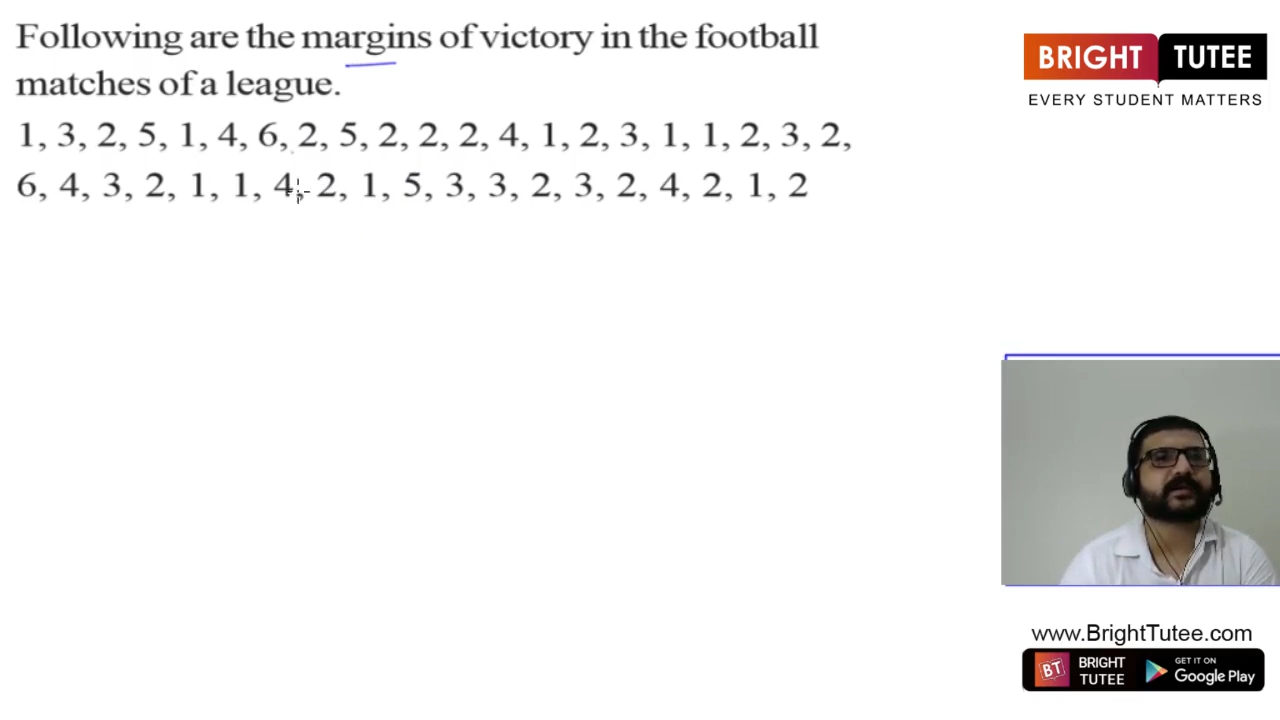 Following are the margins of victory in the football
matches of a league.
1, 3, 2, 5, 1, 4, 6, 2, 5, 2, 2, 2, 4, 1, 2, 3, 1, 1, 2, 3, 2,
6, 4, 3, 2, 1, 1, 4, 2, 1, 5, 3, 3, 2, 3, 2, 4, 2, 1, 2
BRIGHT TUTEE
EVERY STUDENT MATTERS
www.BrightTutee.com
BT
BRIGHT
TUTEE
GET IT ON
Google Play